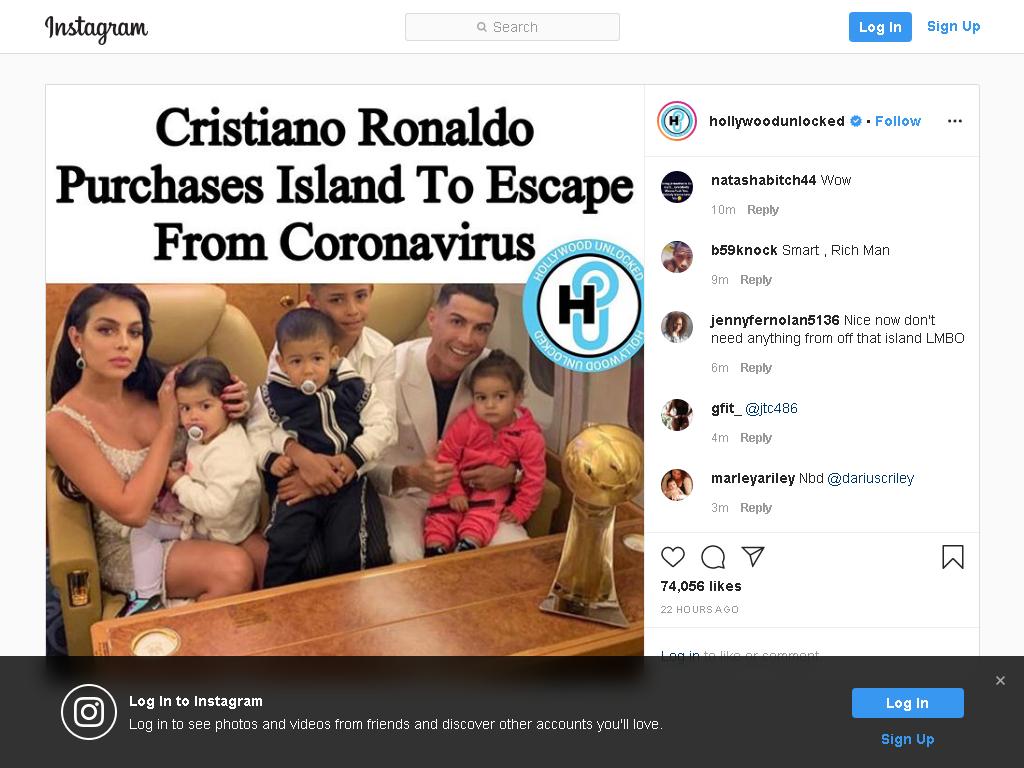 Instagram
Search
Log In
Sign Up
Cristiano Ronaldo
Purchases Island To Escape
From Coronavirus
HOLLYWOOD UNLOCKED
HU
HOLLYWOOD UNLOCKED
hollywoodunlocked • Follow
natashabitch44 Wow
10m Reply
b59knock Smart , Rich Man
9m Reply
jennyfernolan5136 Nice now don't
need anything from off that island LMBO
6m Reply
gfit_ @jtc486
4m Reply
marleyariley Nbd @dariuscriley
3m Reply
74,056 likes
22 HOURS AGO
Log in to like or comment.
Log In to Instagram
Log in to see photos and videos from friends and discover other accounts you'll love.
Log In
Sign Up